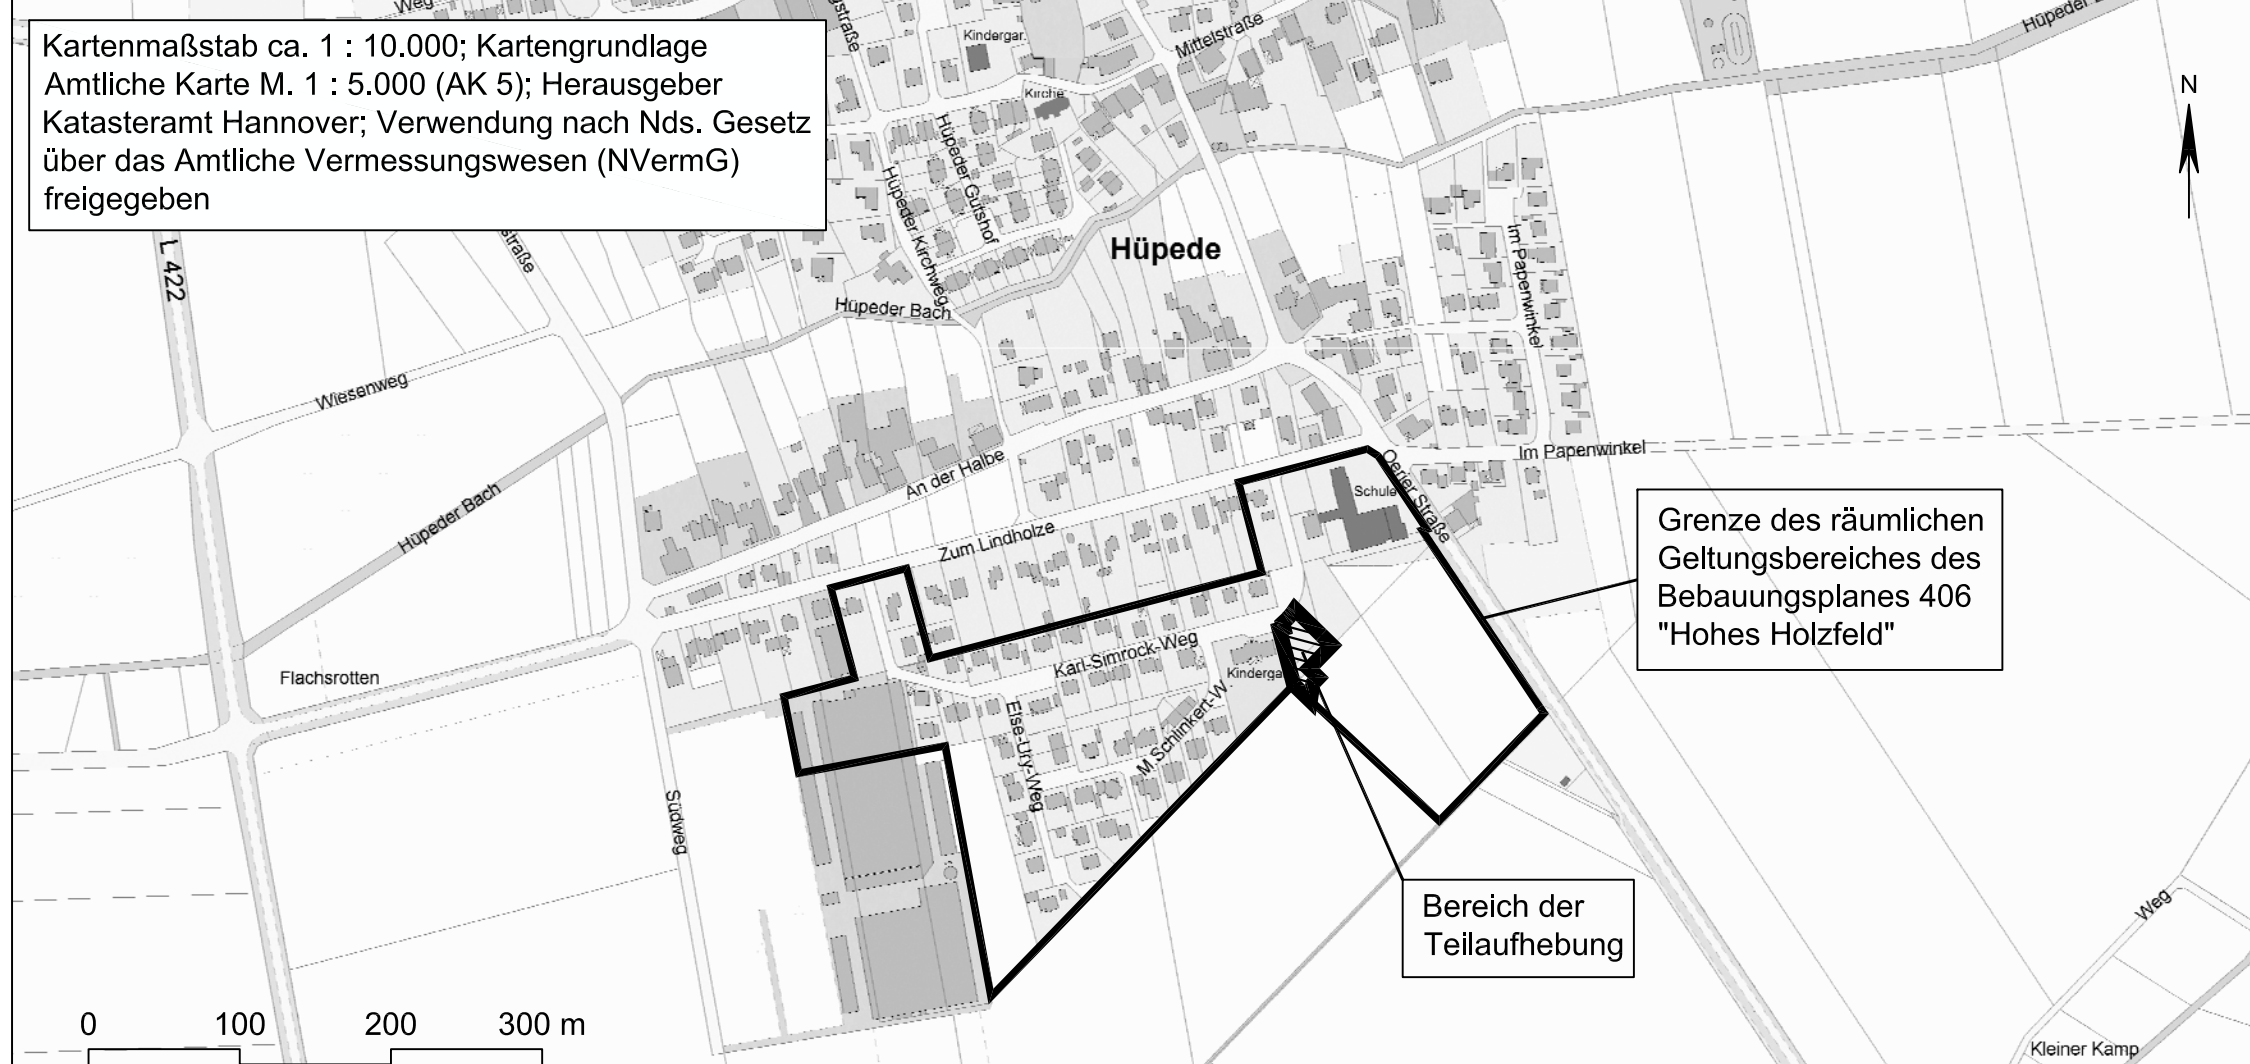 Weg
Kartenmaßstab ca. 1 : 10.000; Kartengrundlage
Amtliche Karte M. 1 : 5.000 (AK 5); Herausgeber
Katasteramt Hannover; Verwendung nach Nds. Gesetz
über das Amtliche Vermessungswesen (NVermG)
freigegeben
Kindergar.
Mittelstraße
Hüpeder
N
Kirche
Hüpeder Gutshof
Hüpeder Kirchweg
Hüpede
L 422
straße
Im Papenwinkel
Hüpeder Bach
Wiesenweg
An der Halbe
Im Papenwinkel
Oerier Straße
Schule
Hüpeder Bach
Zum Lindholze
Grenze des räumlichen
Geltungsbereiches des
Bebauungsplanes 406
"Hohes Holzfeld"
Flachsrotten
Karl-Simrock-Weg
Kinderga
M.Schlinkert-W.
Else-Ury-Weg
Südweg
Bereich der
Teilaufhebung
Weg
0 100 200 300 m
Kleiner Kamp